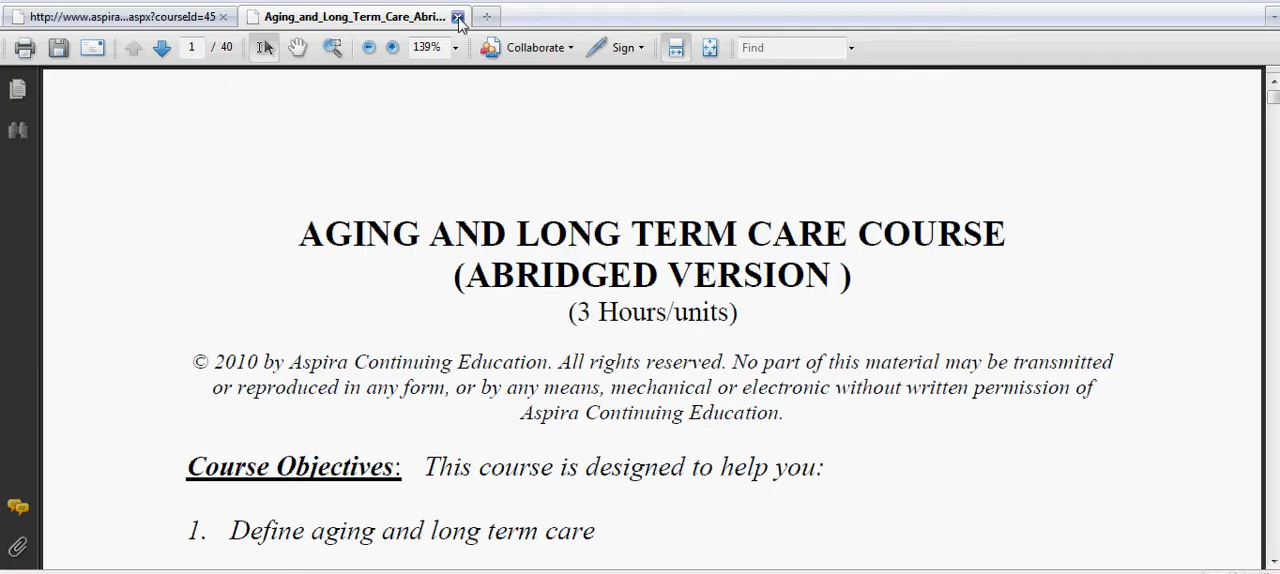 http://www.aspira...aspx?courseId=45
Aging_and_Long_Term_Care_Abri...
1 / 40
139%
Collaborate
Sign
Find
AGING AND LONG TERM CARE COURSE
(ABRIDGED VERSION )
(3 Hours/units)
© 2010 by Aspira Continuing Education. All rights reserved. No part of this material may be transmitted
or reproduced in any form, or by any means, mechanical or electronic without written permission of
Aspira Continuing Education.
Course Objectives: This course is designed to help you:
1. Define aging and long term care